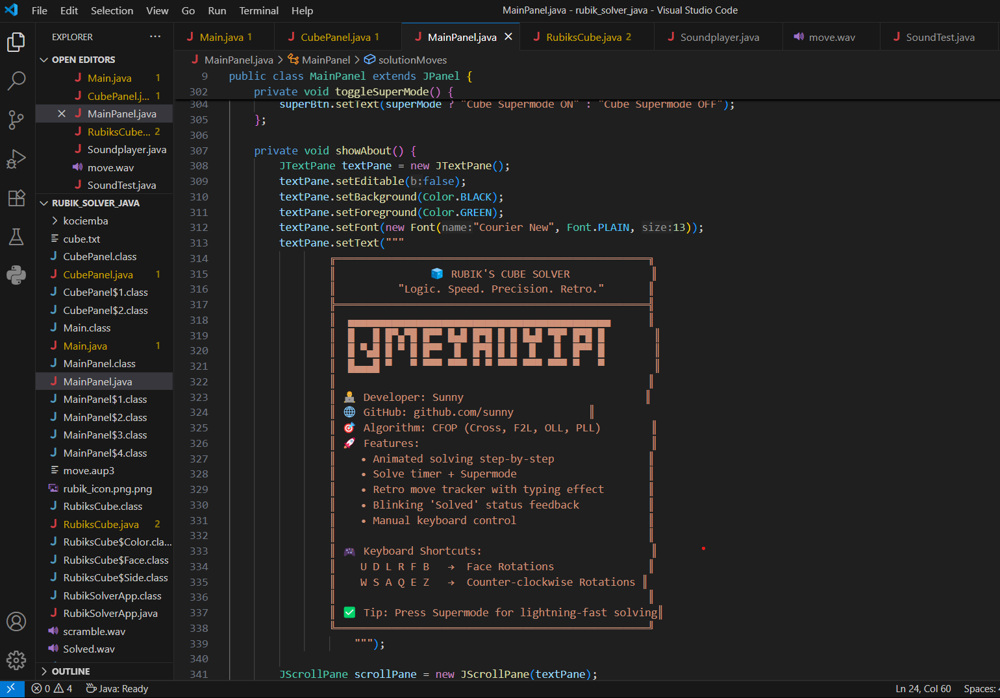 File Edit Selection View Go Run Terminal Help
MainPanel.java - rubik_solver_java - Visual Studio Code
EXPLORER ···
Main.java 1
CubePanel.java 1
MainPanel.java
RubiksCube.java 2
Soundplayer.java
move.wav
SoundTest.java
OPEN EDITORS
Main.java 1
CubePanel.j... 1
MainPanel.java
RubiksCube... 2
Soundplayer.java
move.wav
SoundTest.java
RUBIK_SOLVER_JAVA
kociemba
cube.txt
CubePanel.class
CubePanel.java 1
CubePanel$1.class
CubePanel$2.class
Main.class
Main.java 1
MainPanel.class
MainPanel.java
MainPanel$1.class
MainPanel$2.class
MainPanel$3.class
MainPanel$4.class
move.aup3
rubik_icon.png.png
RubiksCube.class
RubiksCube.java 2
RubiksCube$Color.cla...
RubiksCube$Face.class
RubiksCube$Side.class
RubikSolverApp.class
RubikSolverApp.java
scramble.wav
Solved.wav
OUTLINE
MainPanel.java > MainPanel > solutionMoves
9 public class MainPanel extends JPanel {
302 private void toggleSuperMode() {
304 superBtn.setText(superMode ? "Cube Supermode ON" : "Cube Supermode OFF");
305 };
306
307 private void showAbout() {
308 JTextPane textPane = new JTextPane();
309 textPane.setEditable(b:false);
310 textPane.setBackground(Color.BLACK);
311 textPane.setForeground(Color.GREEN);
312 textPane.setFont(new Font(name:"Courier New", Font.PLAIN, size:13));
313 textPane.setText("""
314
315 🧊 RUBIK'S CUBE SOLVER
316 "Logic. Speed. Precision. Retro."
317
318
319
320
321
322
323 🧑‍💻 Developer: Sunny
324 🌐 GitHub: github.com/sunny
325 🎯 Algorithm: CFOP (Cross, F2L, OLL, PLL)
326 🚀 Features:
327 • Animated solving step-by-step
328 • Solve timer + Supermode
329 • Retro move tracker with typing effect
330 • Blinking 'Solved' status feedback
331 • Manual keyboard control
332
333 🎮 Keyboard Shortcuts:
334 U D L R F B → Face Rotations
335 W S A Q E Z → Counter-clockwise Rotations
336
337 ✅ Tip: Press Supermode for lightning-fast solving
338
339 """);
340
341 JScrollPane scrollPane = new JScrollPane(textPane);
0 4 Java: Ready
Ln 24, Col 60 Spaces: